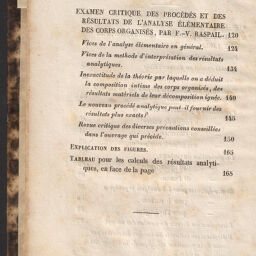 EXAMEN CRITIQUE DES PROCÉDÉS ET DES
RÉSULTATS DE L'ANALYSE ÉLÉMENTAIRE
DES CORPS ORGANISÉS, PAR F.-V. RASPAIL. 120
Vices de l'analyse élémentaire en général. 124
Vices de la méthode d'interprétation des résultats
analytiques. 134
Inexactitude de la théorie par laquelle on a déduit
la composition intime des corps organisés, des
résultats matériels de leur décomposition ignée. 140
Le nouveau procédé analytique peut-il fournir des
résultats plus exacts? 145
Revue critique des diverses précautions conseillées
dans l'ouvrage qui précède. 150
EXPLICATION DES FIGURES. 165
TABLEAU pour les calculs des résultats analyti-
ques, en face de la page 168